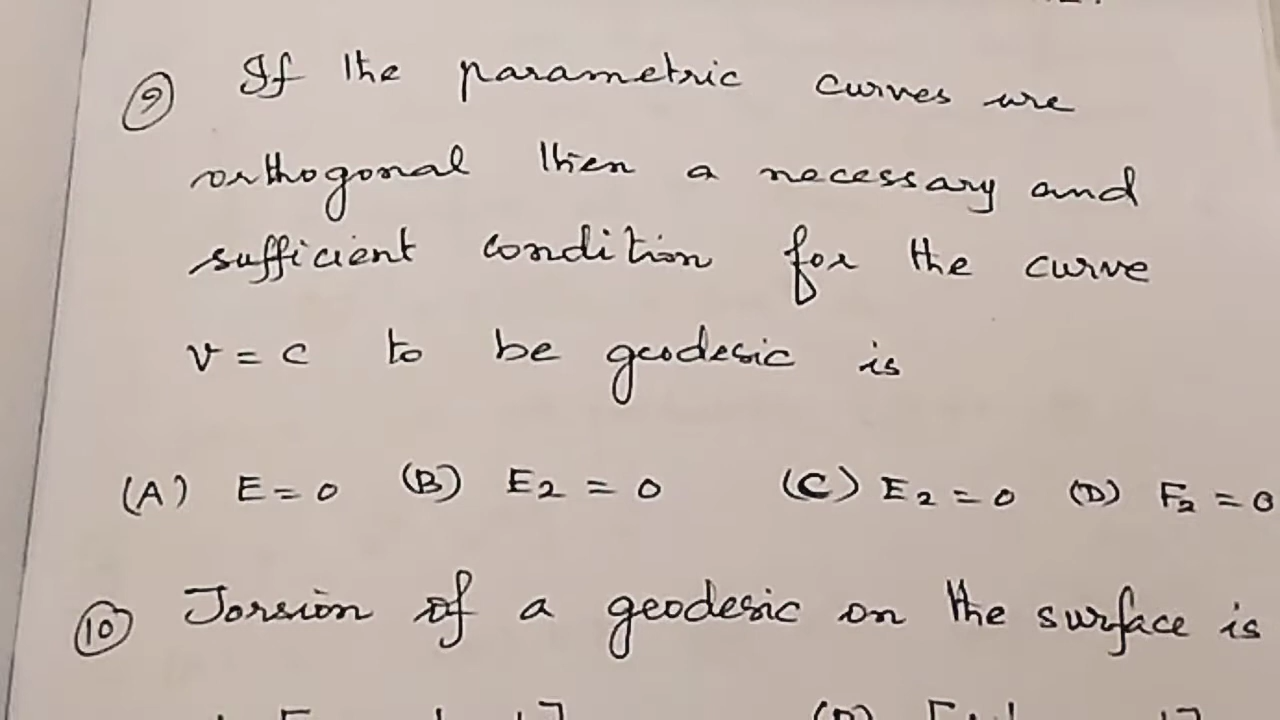 9 If the parametric curves are
orthogonal then a necessary and
sufficient condition for the curve
v = c to be geodesic is
(A) E = 0 (B) E2 = 0 (C) E2 = 0 (D) F2 = 0
10 Torsion of a geodesic on the surface is